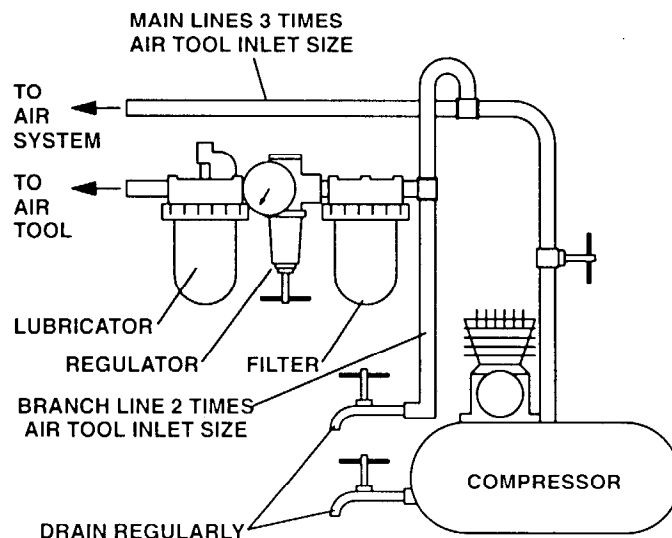 MAIN LINES 3 TIMES
AIR TOOL INLET SIZE
TO
AIR
SYSTEM
TO
AIR
TOOL
LUBRICATOR
REGULATOR
FILTER
BRANCH LINE 2 TIMES
AIR TOOL INLET SIZE
COMPRESSOR
DRAIN REGULARLY